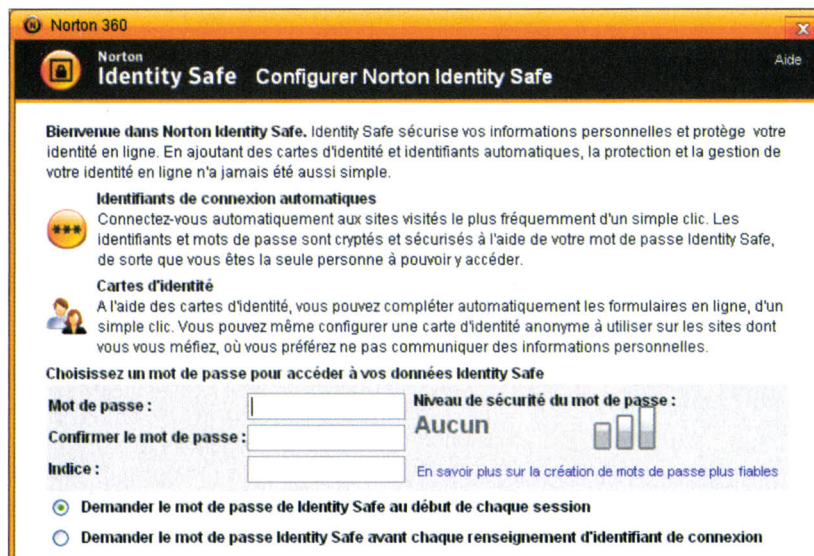 Norton 360
Norton
Identity Safe Configurer Norton Identity Safe
Aide
Bienvenue dans Norton Identity Safe. Identity Safe sécurise vos informations personnelles et protège votre
identité en ligne. En ajoutant des cartes d'identité et identifiants automatiques, la protection et la gestion de
votre identité en ligne n'a jamais été aussi simple.
Identifiants de connexion automatiques
Connectez-vous automatiquement aux sites visités le plus fréquemment d'un simple clic. Les
identifiants et mots de passe sont cryptés et sécurisés à l'aide de votre mot de passe Identity Safe,
de sorte que vous êtes la seule personne à pouvoir y accéder.
Cartes d'identité
A l'aide des cartes d'identité, vous pouvez compléter automatiquement les formulaires en ligne, d'un
simple clic. Vous pouvez même configurer une carte d'identité anonyme à utiliser sur les sites dont
vous vous méfiez, où vous préférez ne pas communiquer des informations personnelles.
Choisissez un mot de passe pour accéder à vos données Identity Safe
Mot de passe :
Niveau de sécurité du mot de passe :
Aucun
Confirmer le mot de passe :
Indice :
En savoir plus sur la création de mots de passe plus fiables
Demander le mot de passe de Identity Safe au début de chaque session
Demander le mot de passe Identity Safe avant chaque renseignement d'identifiant de connexion